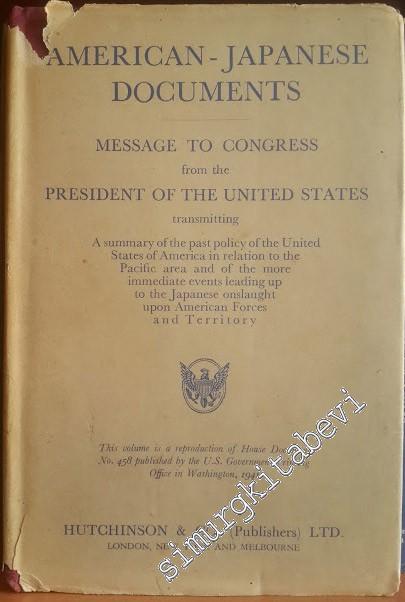 AMERICAN-JAPANESE
DOCUMENTS
MESSAGE TO CONGRESS
from the
PRESIDENT OF THE UNITED STATES
transmitting
A summary of the past policy of the United
States of America in relation to the
Pacific area and of the more
immediate events leading up
to the Japanese onslaught
upon American Forces
and Territory
This volume is a reproduction of House
No. 458 published by the U.S. Government
Office in Washington,
HUTCHINSON & (Publishers) LTD.
LONDON, AND MELBOURNE
simurgkitabevi